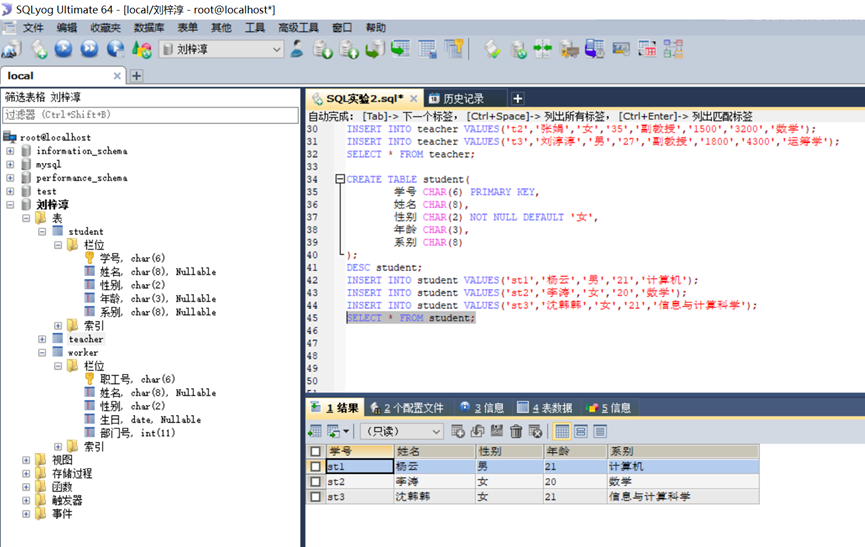 SQLyog Ultimate 64 - [local/刘梓淳 - root@localhost*]
文件 编辑 收藏夹 数据库 表单 其他 工具 高级工具 窗口 帮助
刘梓淳
local
筛选表格 刘梓淳
过滤器 (Ctrl+Shift+B)
root@localhost
information_schema
mysql
performance_schema
test
刘梓淳
表
student
栏位
学号, char(6)
姓名, char(8), Nullable
性别, char(2)
年龄, char(3), Nullable
系别, char(8), Nullable
索引
teacher
worker
栏位
职工号, char(6)
姓名, char(8), Nullable
性别, char(2)
生日, date, Nullable
部门号, int(11)
索引
视图
存储过程
函数
触发器
事件
SQL实验2.sql* 历史记录
自动完成: [Tab]-> 下一个标签, [Ctrl+Space]-> 列出所有标签, [Ctrl+Enter]-> 列出匹配标签
30 INSERT INTO teacher VALUES('t2','张娟','女','35','副教授','1500','3200','数学');
31 INSERT INTO teacher VALUES('t3','刘淳淳','男','27','副教授','1800','4300','运筹学');
32 SELECT * FROM teacher;
33
34 CREATE TABLE student(
35 学号 CHAR(6) PRIMARY KEY,
36 姓名 CHAR(8),
37 性别 CHAR(2) NOT NULL DEFAULT '女',
38 年龄 CHAR(3),
39 系别 CHAR(8)
40 );
41 DESC student;
42 INSERT INTO student VALUES('st1','杨云','男','21','计算机');
43 INSERT INTO student VALUES('st2','李涛','女','20','数学');
44 INSERT INTO student VALUES('st3','沈韩韩','女','21','信息与计算科学');
45 SELECT * FROM student;
46
47
48
49
50
1 结果 2 个配置文件 3 信息 4 表数据 5 信息
(只读)
学号 姓名 性别 年龄 系别
st1 杨云 男 21 计算机
st2 李涛 女 20 数学
st3 沈韩韩 女 21 信息与计算科学